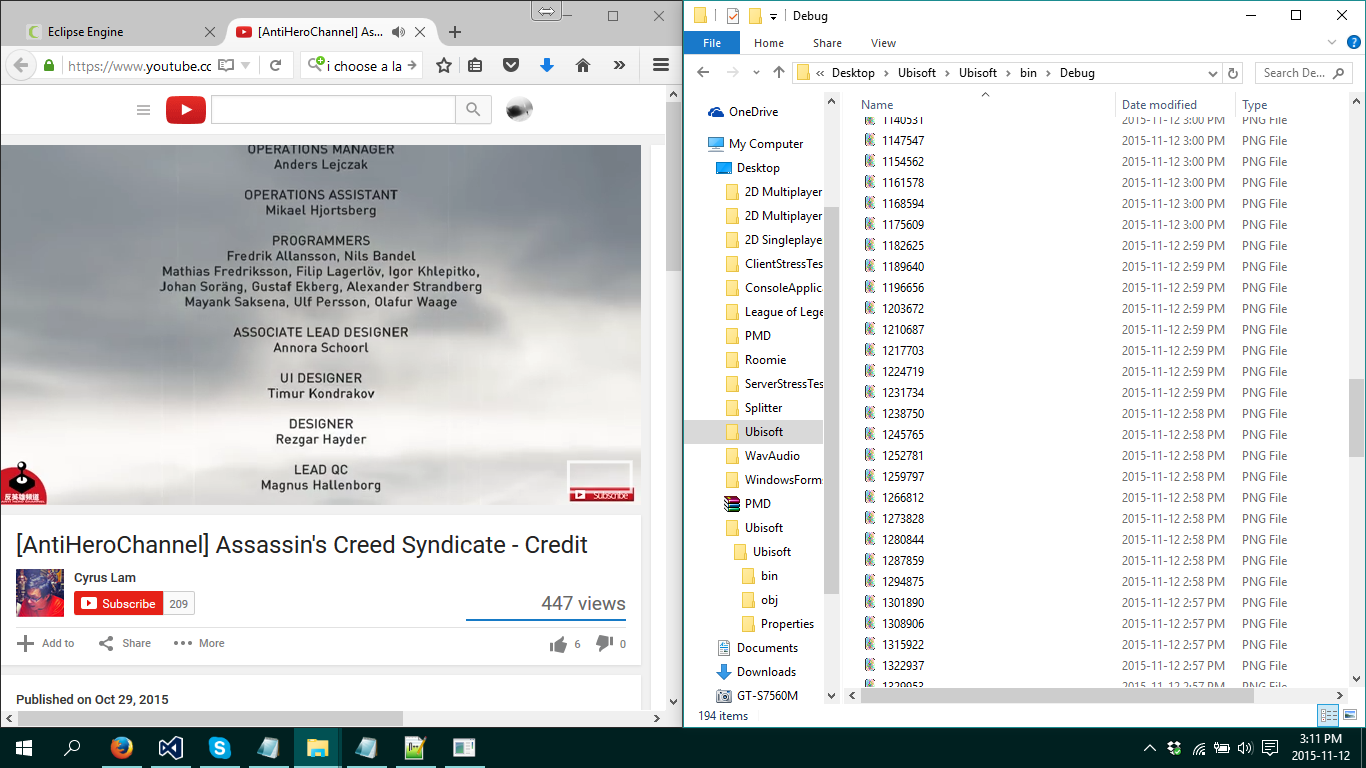 Eclipse Engine
[AntiHeroChannel] As...
https://www.youtube.cc
i choose a la
OPERATIONS MANAGER
Anders Lejczak
OPERATIONS ASSISTANT
Mikael Hjortsberg
PROGRAMMERS
Fredrik Allansson, Nils Bandel
Mathias Fredriksson, Filip Lagerlöv, Igor Khlepitko,
Johan Soräng, Gustaf Ekberg, Alexander Strandberg
Mayank Saksena, Ulf Persson, Olafur Waage
ASSOCIATE LEAD DESIGNER
Annora Schoorl
UI DESIGNER
Timur Kondrakov
DESIGNER
Rezgar Hayder
LEAD QC
Magnus Hallenborg
反英雄頻道
Subscribe
[AntiHeroChannel] Assassin's Creed Syndicate - Credit
Cyrus Lam
Subscribe 209
447 views
Add to Share More 6 0
Published on Oct 29, 2015
Debug
File Home Share View
« Desktop Ubisoft Ubisoft bin Debug
Search De...
OneDrive
My Computer
Desktop
2D Multiplayer
2D Multiplayer
2D Singleplaye
ClientStressTes
ConsoleApplica
League of Lege
PMD
Roomie
ServerStressTes
Splitter
Ubisoft
WavAudio
WindowsForm
PMD
Ubisoft
Ubisoft
bin
obj
Properties
Documents
Downloads
GT-S7560M
Name Date modified Type
1140531 2015-11-12 3:00 PM PNG File
1147547 2015-11-12 3:00 PM PNG File
1154562 2015-11-12 3:00 PM PNG File
1161578 2015-11-12 3:00 PM PNG File
1168594 2015-11-12 3:00 PM PNG File
1175609 2015-11-12 3:00 PM PNG File
1182625 2015-11-12 2:59 PM PNG File
1189640 2015-11-12 2:59 PM PNG File
1196656 2015-11-12 2:59 PM PNG File
1203672 2015-11-12 2:59 PM PNG File
1210687 2015-11-12 2:59 PM PNG File
1217703 2015-11-12 2:59 PM PNG File
1224719 2015-11-12 2:59 PM PNG File
1231734 2015-11-12 2:59 PM PNG File
1238750 2015-11-12 2:58 PM PNG File
1245765 2015-11-12 2:58 PM PNG File
1252781 2015-11-12 2:58 PM PNG File
1259797 2015-11-12 2:58 PM PNG File
1266812 2015-11-12 2:58 PM PNG File
1273828 2015-11-12 2:58 PM PNG File
1280844 2015-11-12 2:58 PM PNG File
1287859 2015-11-12 2:58 PM PNG File
1294875 2015-11-12 2:58 PM PNG File
1301890 2015-11-12 2:57 PM PNG File
1308906 2015-11-12 2:57 PM PNG File
1315922 2015-11-12 2:57 PM PNG File
1322937 2015-11-12 2:57 PM PNG File
1329953 2015-11-12 2:57 PM PNG File
194 items
3:11 PM
2015-11-12